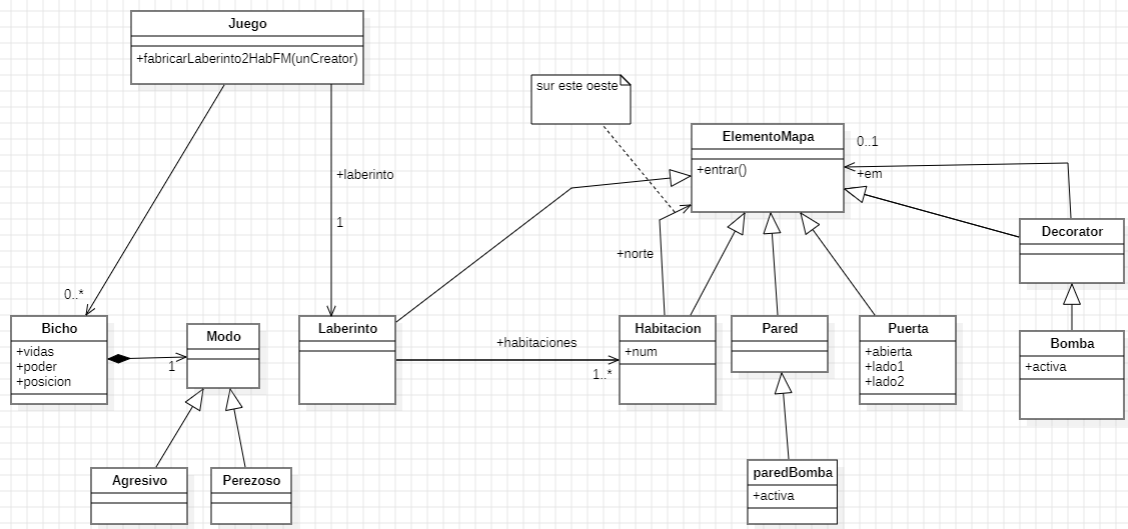 Juego
+fabricarLaberinto2HabFM(unCreator)
sur este oeste
ElementoMapa
+entrar()
0..1
+em
+laberinto
1
Decorator
+norte
0..*
Bicho
+vidas
+poder
+posicion
Modo
1
Laberinto
+habitaciones
1..*
Habitacion
+num
Pared
Puerta
+abierta
+lado1
+lado2
Bomba
+activa
Agresivo
Perezoso
paredBomba
+activa